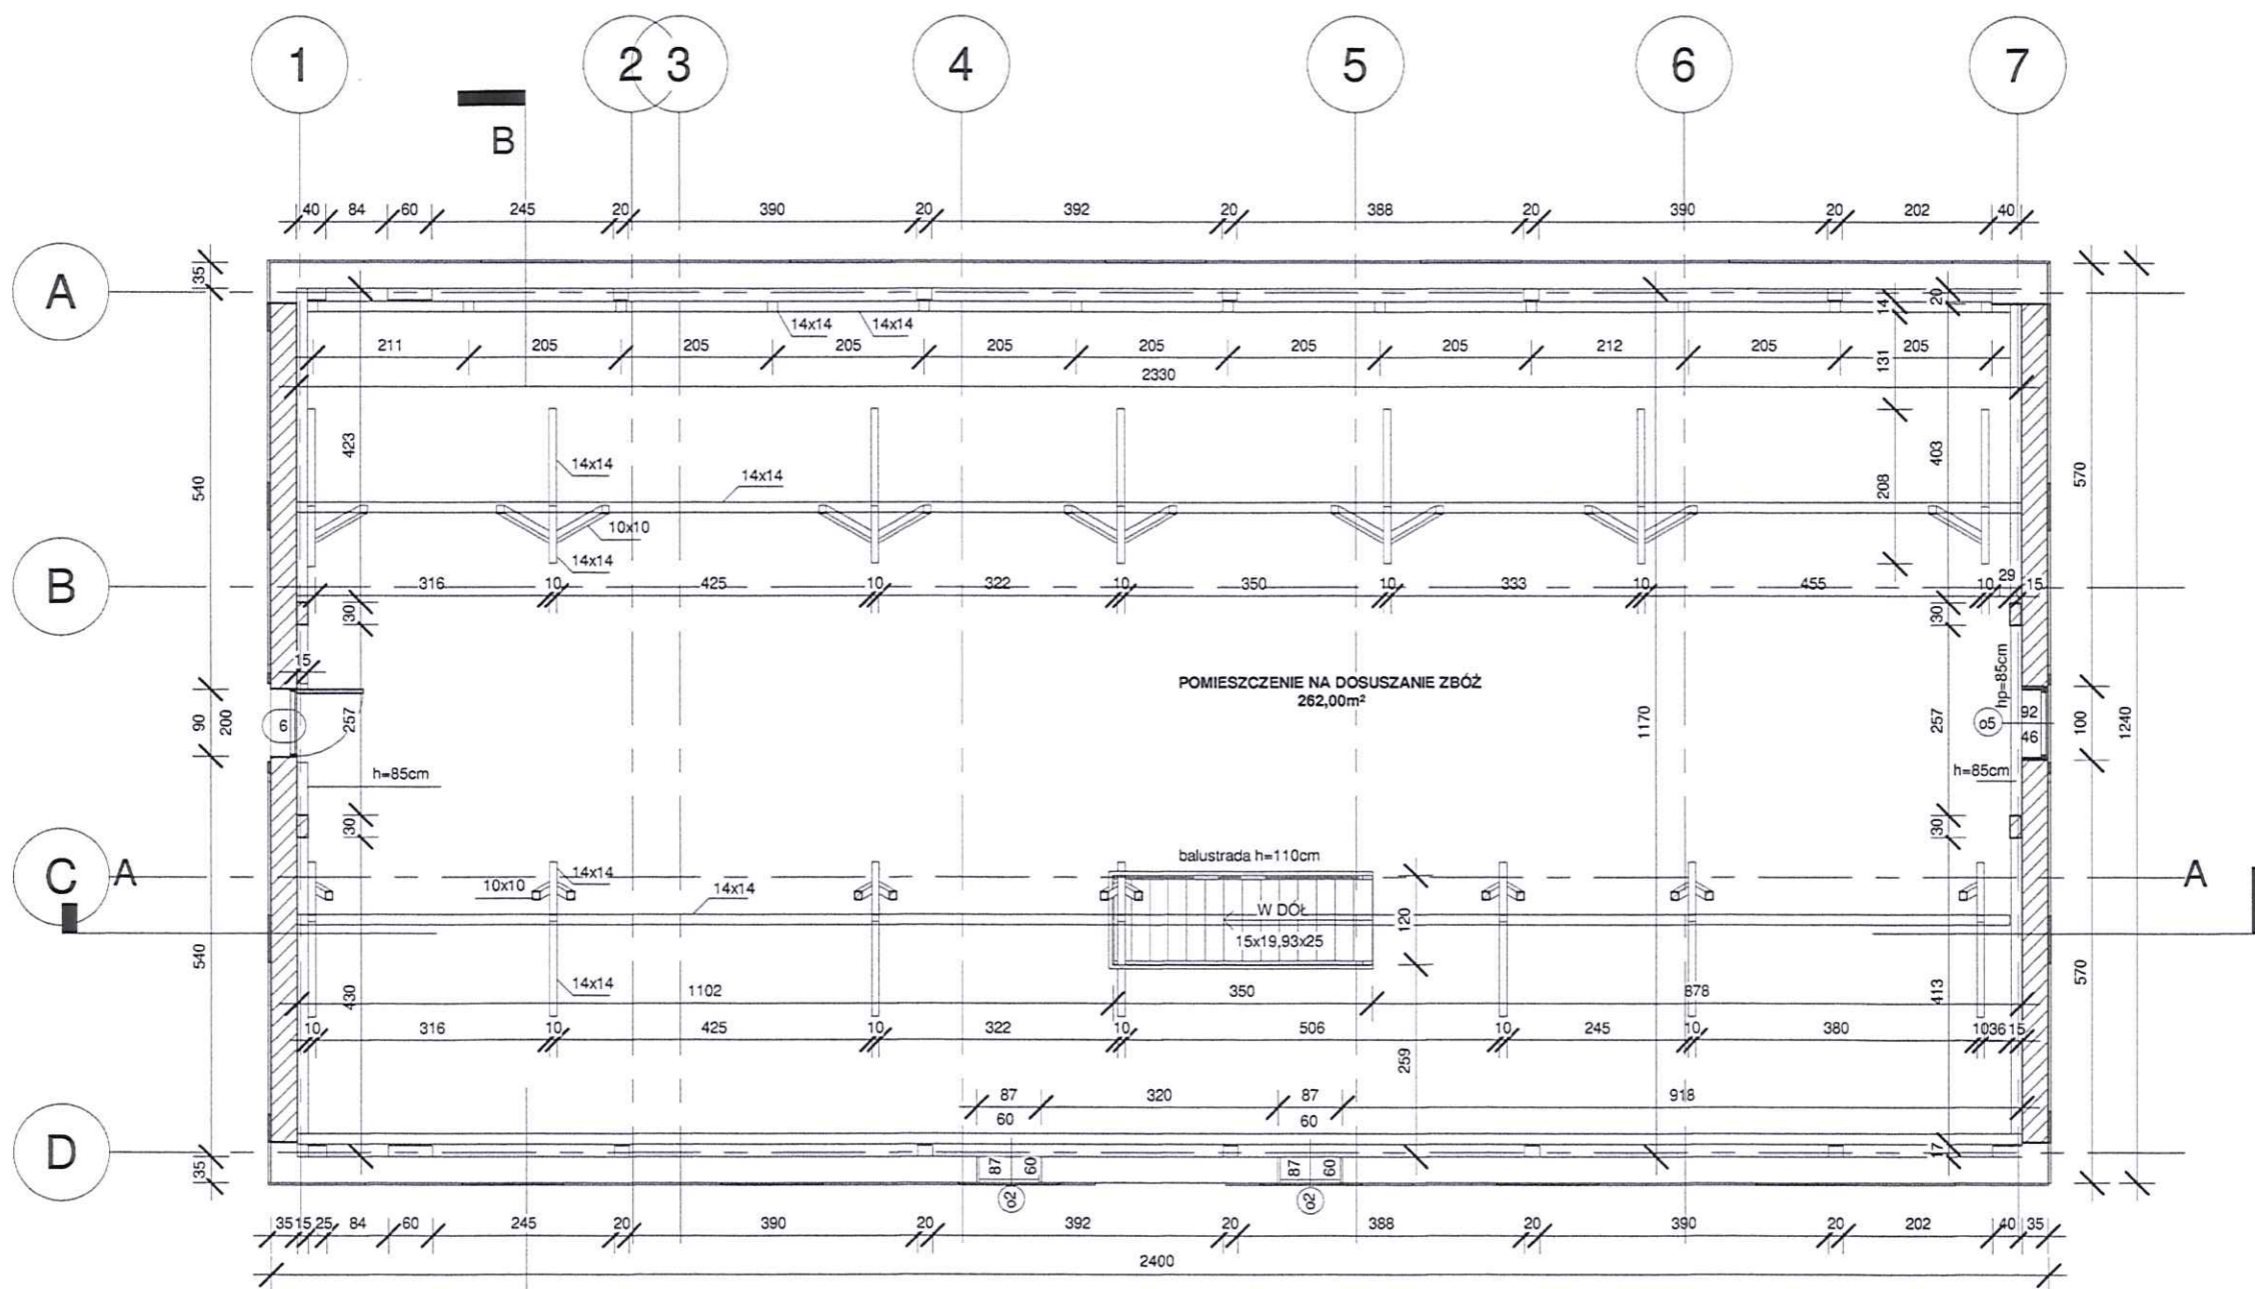 1 2 3 4 5 6 7
B
40 84 60 245 20 390 20 392 20 388 20 390 20 202 40
A
35
14x14 14x14
14 20
211 205 205 205 205 205 205 205 212 205 205
131
2330
423
403
14x14
14x14
540
208
570
10x10
14x14
B
316 10 425 10 322 10 350 10 333 10 455 10 29 15
30
30
15
POMIESZCZENIE NA DOSUSZANIE ZBÓŻ
262,00m²
hp=85cm
90 200
6
257
1170
257
o5
92
46
100
1240
h=85cm
h=85cm
30
30
balustrada h=110cm
C A
A
10x10
14x14
14x14
W DÓŁ
15x19,93x25
120
540
14x14
570
430
1102 350 878
413
10 316 10 425 10 322 10 506 10 245 10 380 10 36 15
259
87 320 87 918
60 60
D
17
35
87 60
87 60
o2
o2
35 15 25 84 60 245 20 390 20 392 20 388 20 390 20 202 40 35
2400